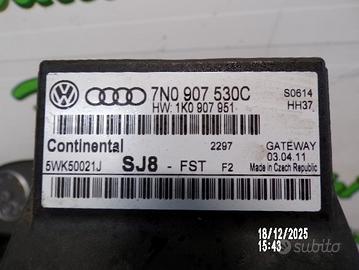 7N0 907 530C
S0614
HW: 1K0 907 951
HH37
Continental
2297
GATEWAY
03.04.11
5WK50021J
SJ8 - FST F2
Made in Czech Republic
18/12/2025
15:43
subito